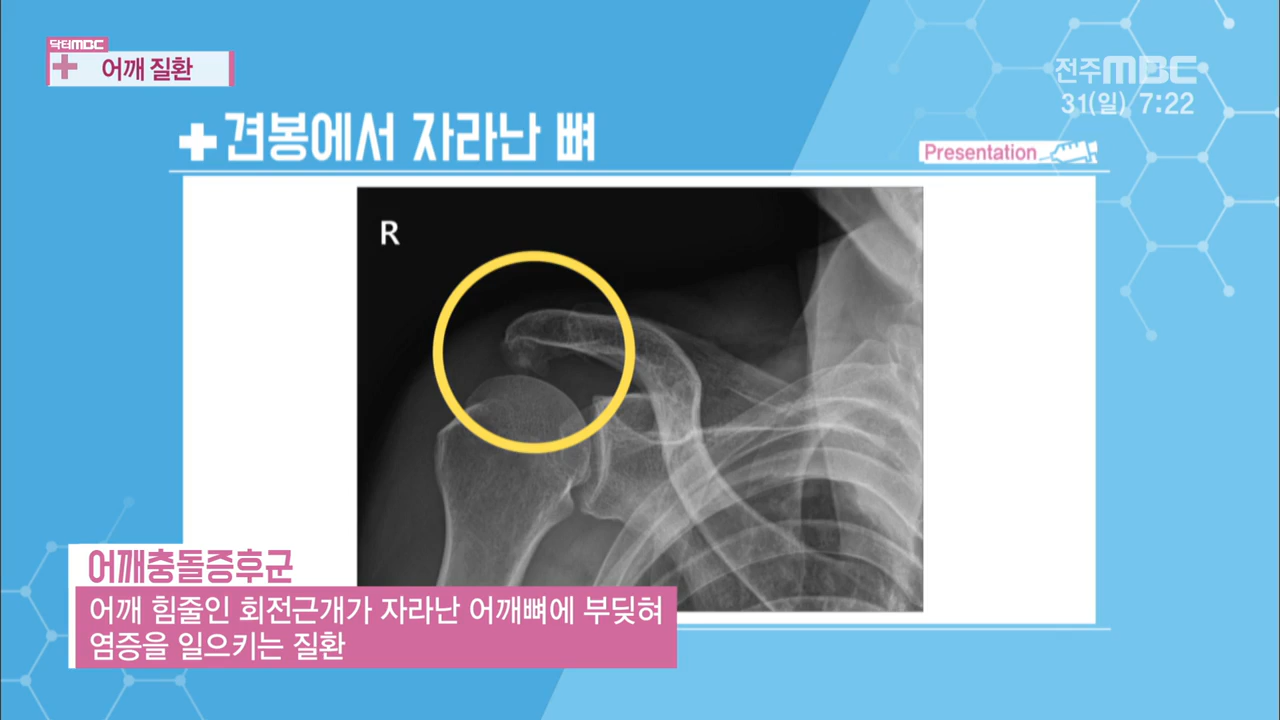 닥터MBC
어깨 질환
전주MBC
31(일) 7:22
견봉에서 자라난 뼈
Presentation
R
어깨충돌증후군
어깨 힘줄인 회전근개가 자라난 어깨뼈에 부딪혀
염증을 일으키는 질환